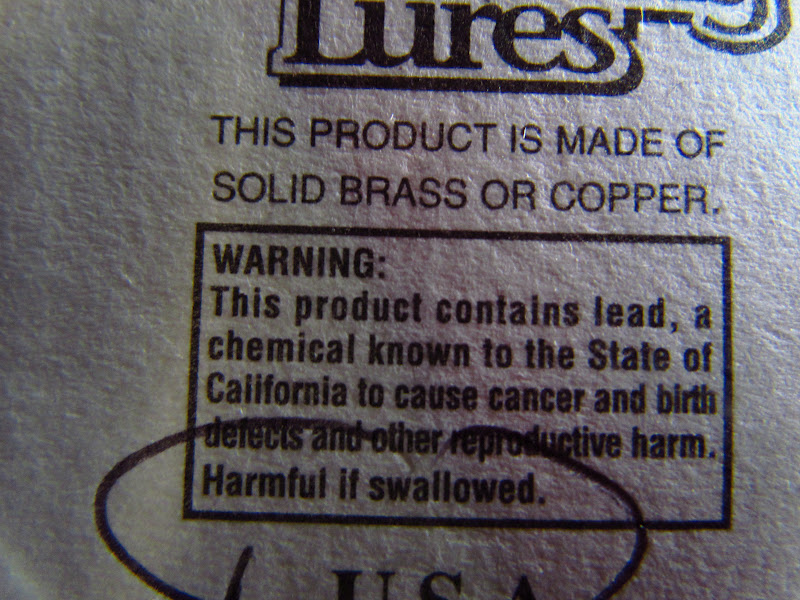 Lures
THIS PRODUCT IS MADE OF
SOLID BRASS OR COPPER.
WARNING:
This product contains lead, a
chemical known to the State of
California to cause cancer and birth
defects and other reproductive harm.
Harmful if swallowed.
USA